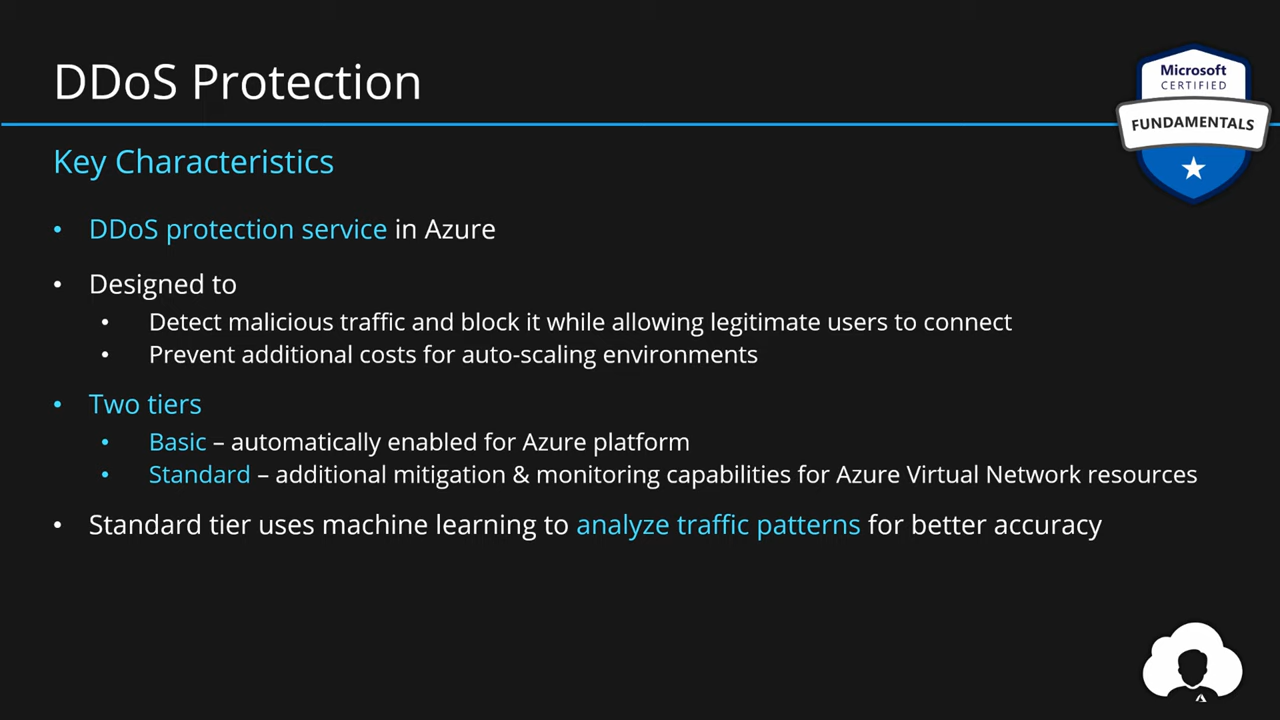 DDoS Protection
Microsoft
CERTIFIED
FUNDAMENTALS
Key Characteristics
• DDoS protection service in Azure
• Designed to
• Detect malicious traffic and block it while allowing legitimate users to connect
• Prevent additional costs for auto-scaling environments
• Two tiers
• Basic – automatically enabled for Azure platform
• Standard – additional mitigation & monitoring capabilities for Azure Virtual Network resources
• Standard tier uses machine learning to analyze traffic patterns for better accuracy